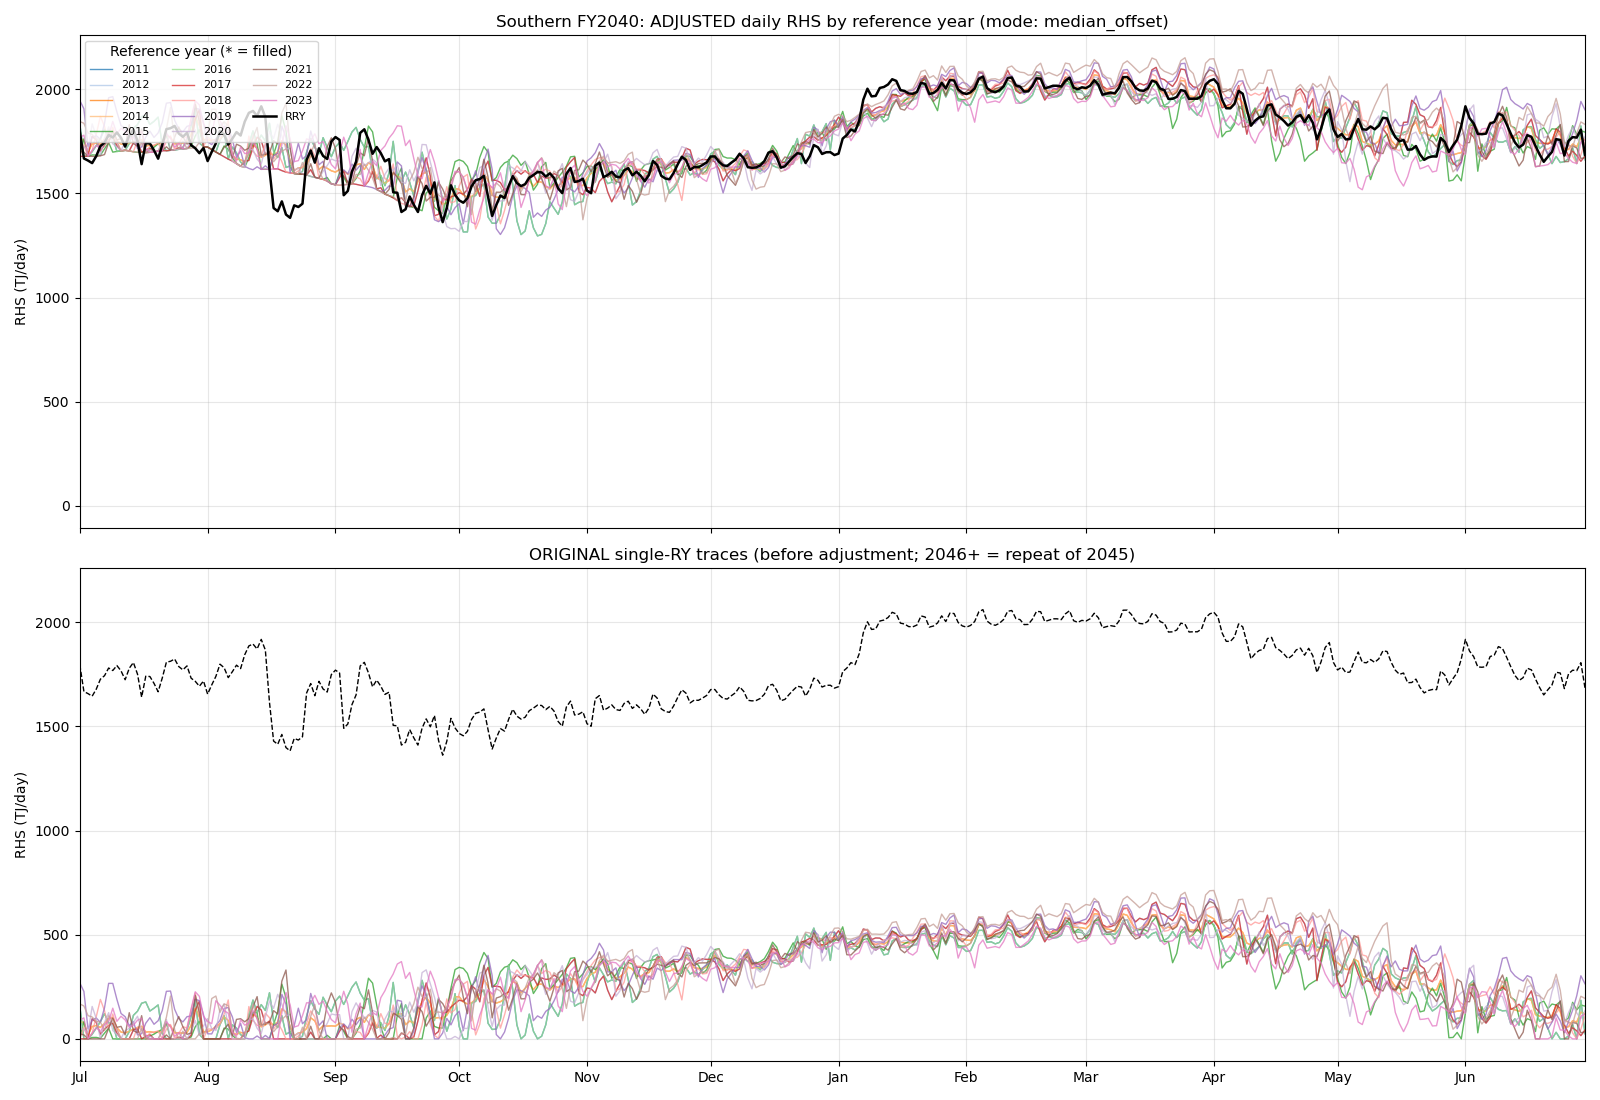 Southern FY2040: ADJUSTED daily RHS by reference year (mode: median_offset)
Reference year (* = filled)
2011 2016 2021
2012 2017 2022
2013 2018 2023
2014 2019 RRY
2015 2020
2000
1500
1000
500
0
RHS (TJ/day)
ORIGINAL single-RY traces (before adjustment; 2046+ = repeat of 2045)
2000
1500
1000
500
0
RHS (TJ/day)
Jul Aug Sep Oct Nov Dec Jan Feb Mar Apr May Jun